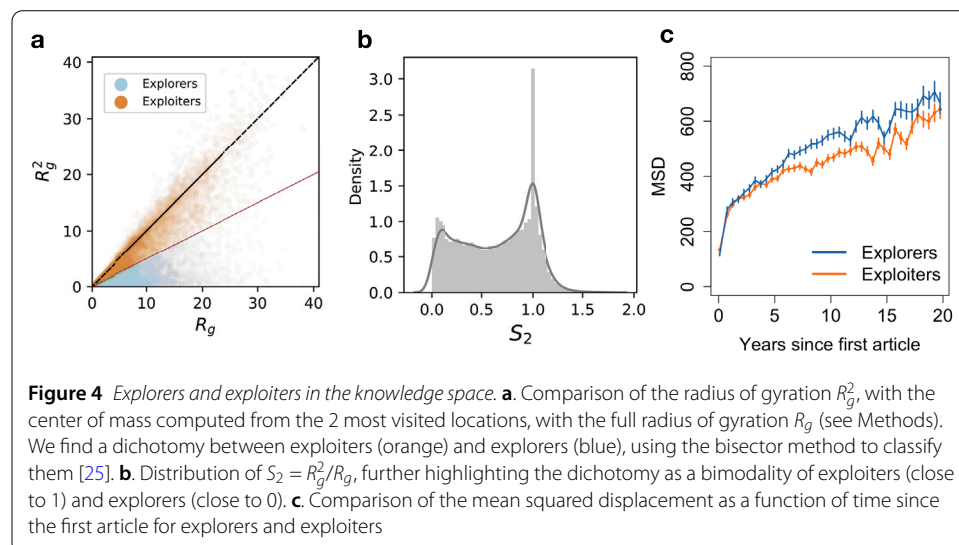 a
40
30
20
10
0
R_g^2
Explorers
Exploiters
0 10 20 30 40
R_g
b
3.0
2.5
2.0
1.5
1.0
0.5
0.0
Density
0.0 0.5 1.0 1.5 2.0
S_2
c
800
600
400
200
0
MSD
Explorers
Exploiters
0 5 10 15 20
Years since first article
Figure 4 Explorers and exploiters in the knowledge space. a. Comparison of the radius of gyration R_g^2, with the
center of mass computed from the 2 most visited locations, with the full radius of gyration R_g (see Methods).
We find a dichotomy between exploiters (orange) and explorers (blue), using the bisector method to classify
them [25]. b. Distribution of S_2 = R_g^2/R_g, further highlighting the dichotomy as a bimodality of exploiters (close
to 1) and explorers (close to 0). c. Comparison of the mean squared displacement as a function of time since
the first article for explorers and exploiters